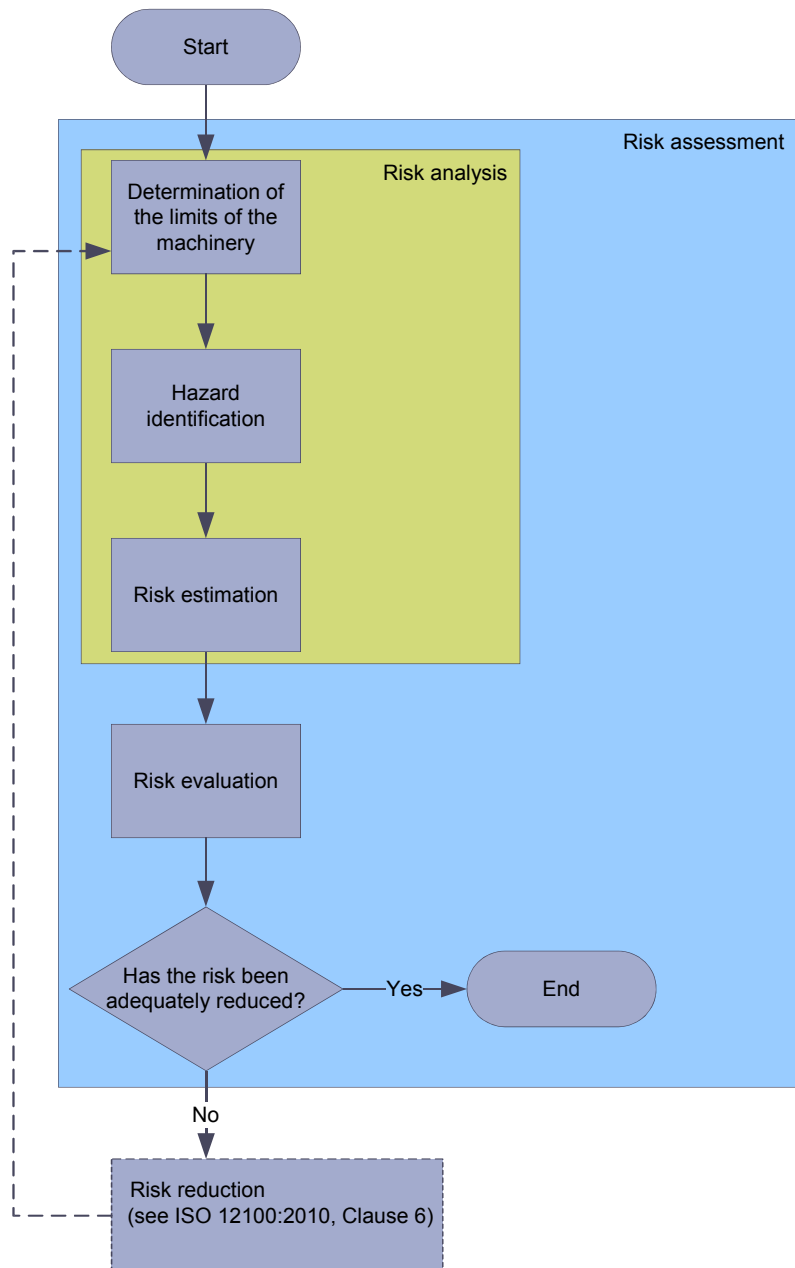 Start
Risk assessment
Risk analysis
Determination of
the limits of the
machinery
Hazard
identification
Risk estimation
Risk evaluation
Has the risk been
adequately reduced?
Yes
End
No
Risk reduction
(see ISO 12100:2010, Clause 6)